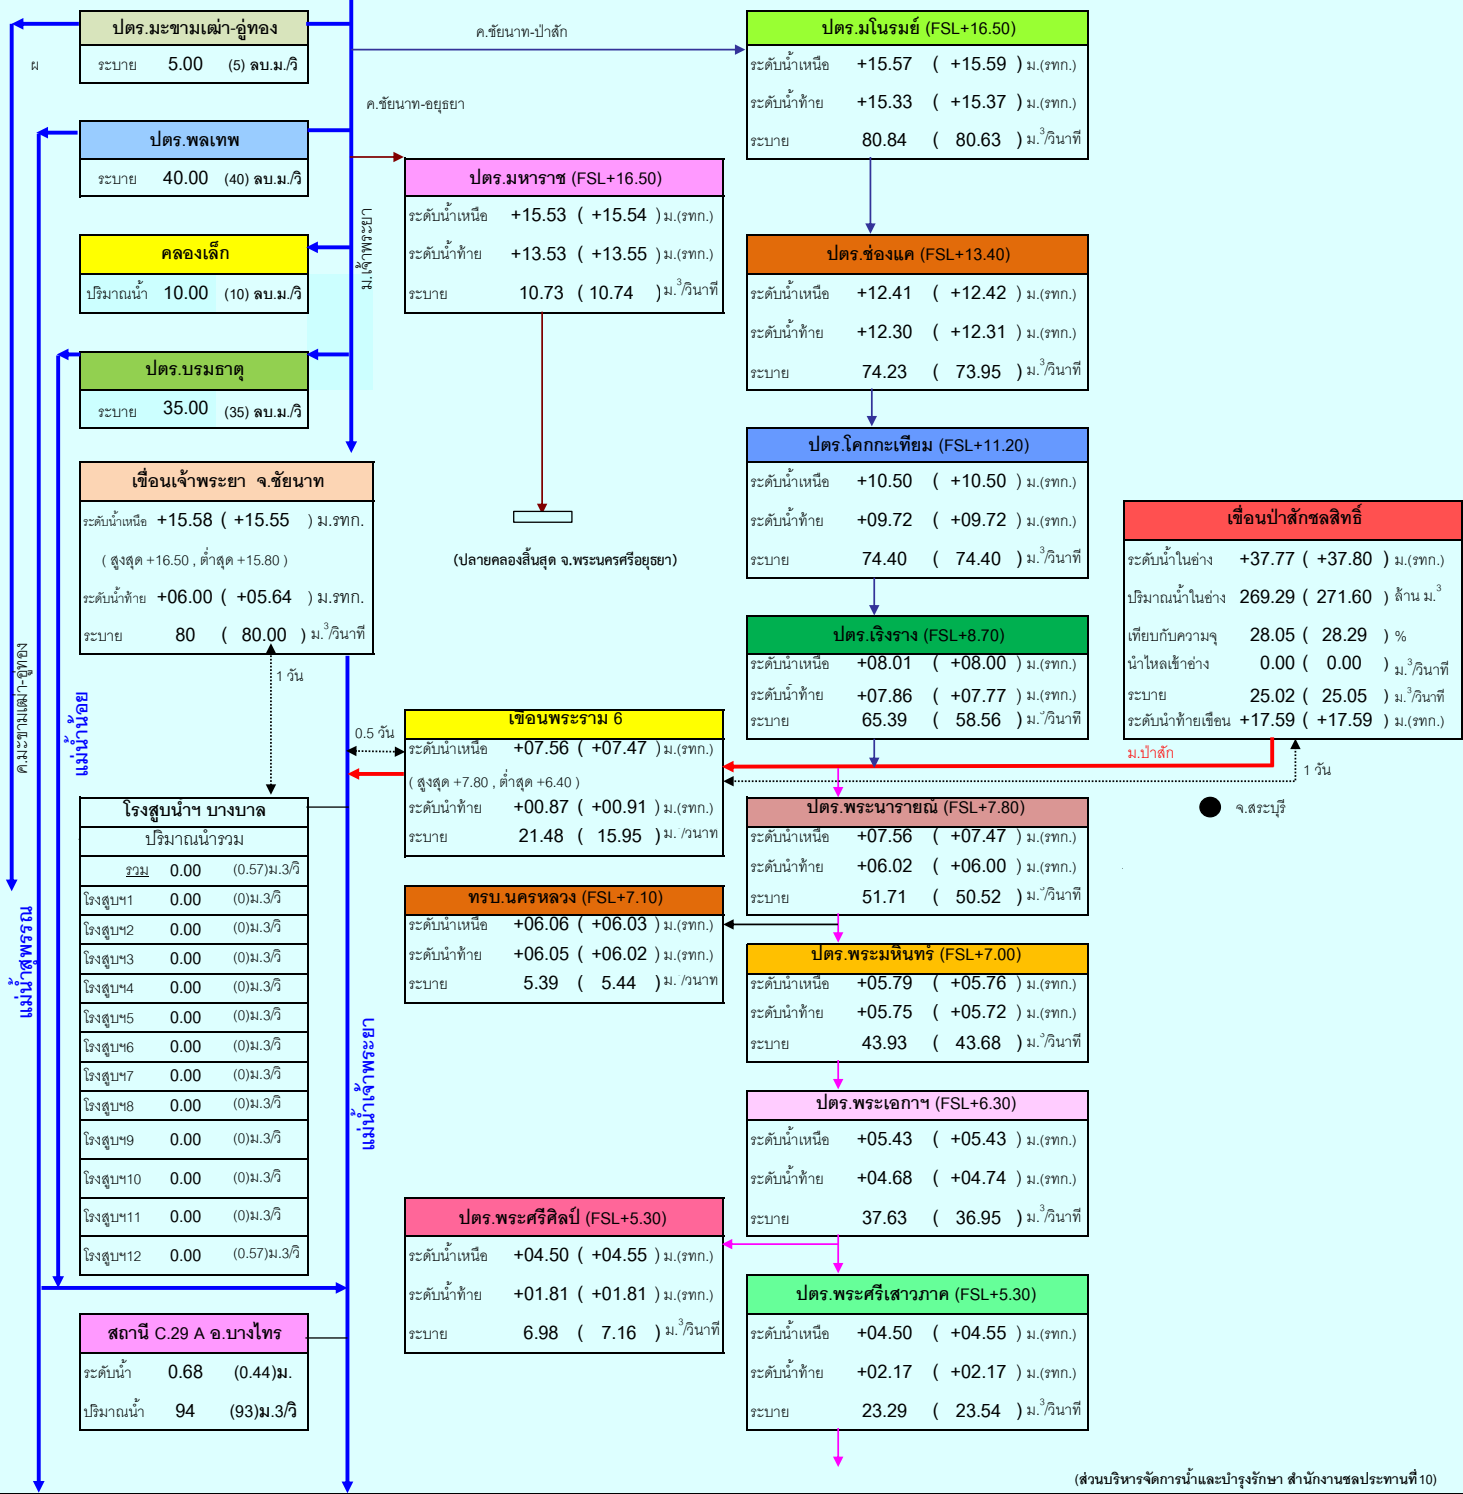 ปตร.มะขามเฒ่า-อู่ทอง
ระบาย 5.00 (5) ลบ.ม./วิ
ผ
ค.ชัยนาท-ป่าสัก
ค.ชัยนาท-อยุธยา
ปตร.พลเทพ
ระบาย 40.00 (40) ลบ.ม./วิ
คลองเล็ก
ปริมาณน้ำ 10.00 (10) ลบ.ม./วิ
ปตร.บรมธาตุ
ระบาย 35.00 (35) ลบ.ม./วิ
ม.เจ้าพระยา
เขื่อนเจ้าพระยา จ.ชัยนาท
ระดับน้ำเหนือ +15.58 ( +15.55 ) ม.รทก.
( สูงสุด +16.50 , ต่ำสุด +15.80 )
ระดับน้ำท้าย +06.00 ( +05.64 ) ม.รทก.
ระบาย 80 ( 80.00 ) ม.3/วินาที
1 วัน
0.5 วัน
ค.มะขามเฒ่า-อู่ทอง
แม่น้ำน้อย
แม่น้ำสุพรรณ
แม่น้ำเจ้าพระยา
โรงสูบน้ำฯ บางบาล
ปริมาณน้ำรวม
รวม 0.00 (0.57)ม.3/วิ
โรงสูบฯ1 0.00 (0)ม.3/วิ
โรงสูบฯ2 0.00 (0)ม.3/วิ
โรงสูบฯ3 0.00 (0)ม.3/วิ
โรงสูบฯ4 0.00 (0)ม.3/วิ
โรงสูบฯ5 0.00 (0)ม.3/วิ
โรงสูบฯ6 0.00 (0)ม.3/วิ
โรงสูบฯ7 0.00 (0)ม.3/วิ
โรงสูบฯ8 0.00 (0)ม.3/วิ
โรงสูบฯ9 0.00 (0)ม.3/วิ
โรงสูบฯ10 0.00 (0)ม.3/วิ
โรงสูบฯ11 0.00 (0)ม.3/วิ
โรงสูบฯ12 0.00 (0.57)ม.3/วิ
สถานี C.29 A อ.บางไทร
ระดับน้ำ 0.68 (0.44)ม.
ปริมาณน้ำ 94 (93)ม.3/วิ
ปตร.มหาราช (FSL+16.50)
ระดับน้ำเหนือ +15.53 ( +15.54 ) ม.(รทก.)
ระดับน้ำท้าย +13.53 ( +13.55 ) ม.(รทก.)
ระบาย 10.73 ( 10.74 ) ม.3/วินาที
(ปลายคลองสิ้นสุด จ.พระนครศรีอยุธยา)
เขื่อนพระราม 6
ระดับน้ำเหนือ +07.56 ( +07.47 ) ม.(รทก.)
( สูงสุด +7.80 , ต่ำสุด +6.40 )
ระดับน้ำท้าย +00.87 ( +00.91 ) ม.(รทก.)
ระบาย 21.48 ( 15.95 ) ม.3/วินาที
ทรบ.นครหลวง (FSL+7.10)
ระดับน้ำเหนือ +06.06 ( +06.03 ) ม.(รทก.)
ระดับน้ำท้าย +06.05 ( +06.02 ) ม.(รทก.)
ระบาย 5.39 ( 5.44 ) ม.3/วินาที
ปตร.พระศรีศิลป์ (FSL+5.30)
ระดับน้ำเหนือ +04.50 ( +04.55 ) ม.(รทก.)
ระดับน้ำท้าย +01.81 ( +01.81 ) ม.(รทก.)
ระบาย 6.98 ( 7.16 ) ม.3/วินาที
ปตร.มโนรมย์ (FSL+16.50)
ระดับน้ำเหนือ +15.57 ( +15.59 ) ม.(รทก.)
ระดับน้ำท้าย +15.33 ( +15.37 ) ม.(รทก.)
ระบาย 80.84 ( 80.63 ) ม.3/วินาที
ปตร.ช่องแค (FSL+13.40)
ระดับน้ำเหนือ +12.41 ( +12.42 ) ม.(รทก.)
ระดับน้ำท้าย +12.30 ( +12.31 ) ม.(รทก.)
ระบาย 74.23 ( 73.95 ) ม.3/วินาที
ปตร.โคกกะเทียม (FSL+11.20)
ระดับน้ำเหนือ +10.50 ( +10.50 ) ม.(รทก.)
ระดับน้ำท้าย +09.72 ( +09.72 ) ม.(รทก.)
ระบาย 74.40 ( 74.40 ) ม.3/วินาที
ปตร.เริงราง (FSL+8.70)
ระดับน้ำเหนือ +08.01 ( +08.00 ) ม.(รทก.)
ระดับน้ำท้าย +07.86 ( +07.77 ) ม.(รทก.)
ระบาย 65.39 ( 58.56 ) ม.3/วินาที
ปตร.พระนารายณ์ (FSL+7.80)
ระดับน้ำเหนือ +07.56 ( +07.47 ) ม.(รทก.)
ระดับน้ำท้าย +06.02 ( +06.00 ) ม.(รทก.)
ระบาย 51.71 ( 50.52 ) ม.3/วินาที
ปตร.พระมหินทร์ (FSL+7.00)
ระดับน้ำเหนือ +05.79 ( +05.76 ) ม.(รทก.)
ระดับน้ำท้าย +05.75 ( +05.72 ) ม.(รทก.)
ระบาย 43.93 ( 43.68 ) ม.3/วินาที
ปตร.พระเอกาฯ (FSL+6.30)
ระดับน้ำเหนือ +05.43 ( +05.43 ) ม.(รทก.)
ระดับน้ำท้าย +04.68 ( +04.74 ) ม.(รทก.)
ระบาย 37.63 ( 36.95 ) ม.3/วินาที
ปตร.พระศรีเสาวภาค (FSL+5.30)
ระดับน้ำเหนือ +04.50 ( +04.55 ) ม.(รทก.)
ระดับน้ำท้าย +02.17 ( +02.17 ) ม.(รทก.)
ระบาย 23.29 ( 23.54 ) ม.3/วินาที
เขื่อนป่าสักชลสิทธิ์
ระดับน้ำในอ่าง +37.77 ( +37.80 ) ม.(รทก.)
ปริมาณน้ำในอ่าง 269.29 ( 271.60 ) ล้าน ม.3
เทียบกับความจุ 28.05 ( 28.29 ) %
น้ำไหลเข้าอ่าง 0.00 ( 0.00 ) ม.3/วินาที
ระบาย 25.02 ( 25.05 ) ม.3/วินาที
ระดับน้ำท้ายเขื่อน +17.59 ( +17.59 ) ม.(รทก.)
ม.ป่าสัก
1 วัน
จ.สระบุรี
(ส่วนบริหารจัดการน้ำและบำรุงรักษา สำนักงานชลประทานที่ 10)